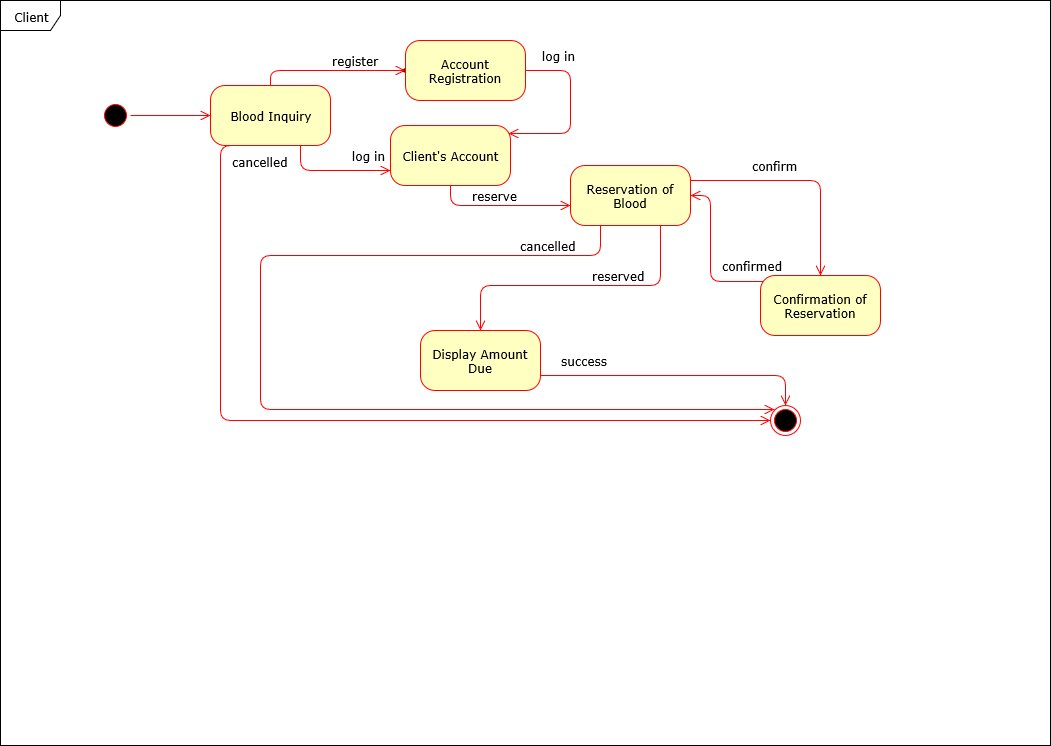 Client
register
Account
Registration
log in
Blood Inquiry
cancelled
log in
Client's Account
reserve
Reservation of
Blood
confirm
cancelled
reserved
confirmed
Confirmation of
Reservation
Display Amount
Due
success